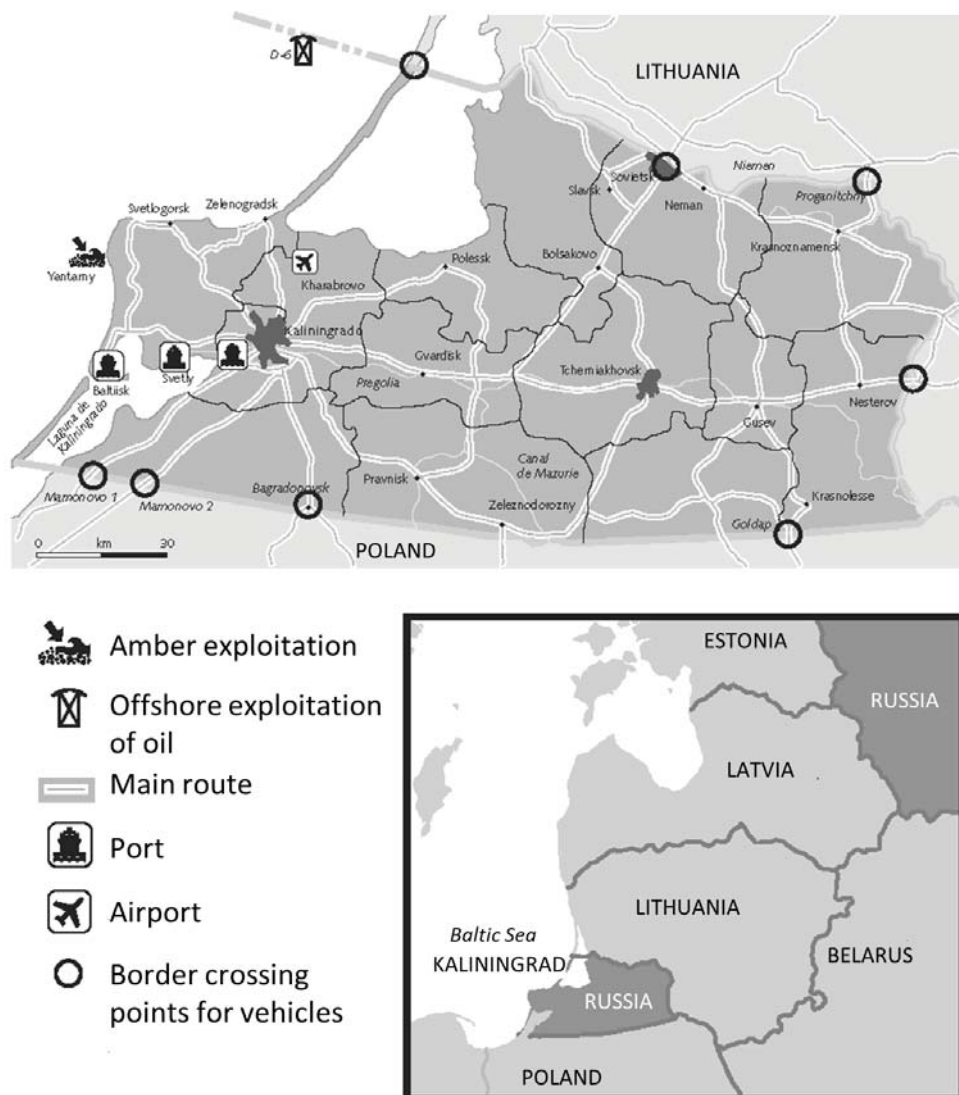 D-6
LITHUANIA
Niemen
Sovietsk
Slavsk
Neman
Proganitchny
Svetlogorsk
Zelenogradsk
Kramoznamensk
Yantarny
Polessk
Bolsakovo
Kharabrovo
Kaliningrado
Gvardisk
Tcherniakhovsk
Svetly
Baltiisk
Pregolia
Nesterov
Laguna de
Kaliningrado
Gusev
Canal
de Mazurie
Pravnisk
Mamonovo 1
Mamonovo 2
Bagradonovsk
Krasnolesse
Zeleznodorozny
Goldap
0 km 30
POLAND
Amber exploitation
Offshore exploitation
of oil
Main route
Port
Airport
Border crossing
points for vehicles
ESTONIA
RUSSIA
LATVIA
LITHUANIA
Baltic Sea
KALININGRAD
BELARUS
RUSSIA
POLAND